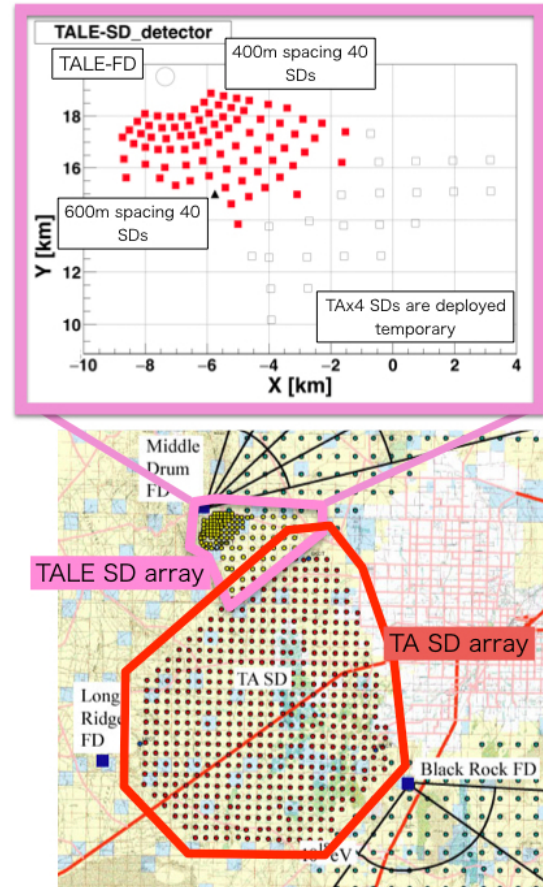 TALE-SD_detector
TALE-FD
400m spacing 40
SDs
18
16
600m spacing 40
SDs
12
10
Y [km]
TAx4 SDs are deployed
temporary
−10
−8
−6
−4
−2
0
2
4
X [km]
Middle
Drum
FD
TALE SD array
TA SD array
TA SD
Long
Ridge
FD
Black Rock FD
10¹⁸eV